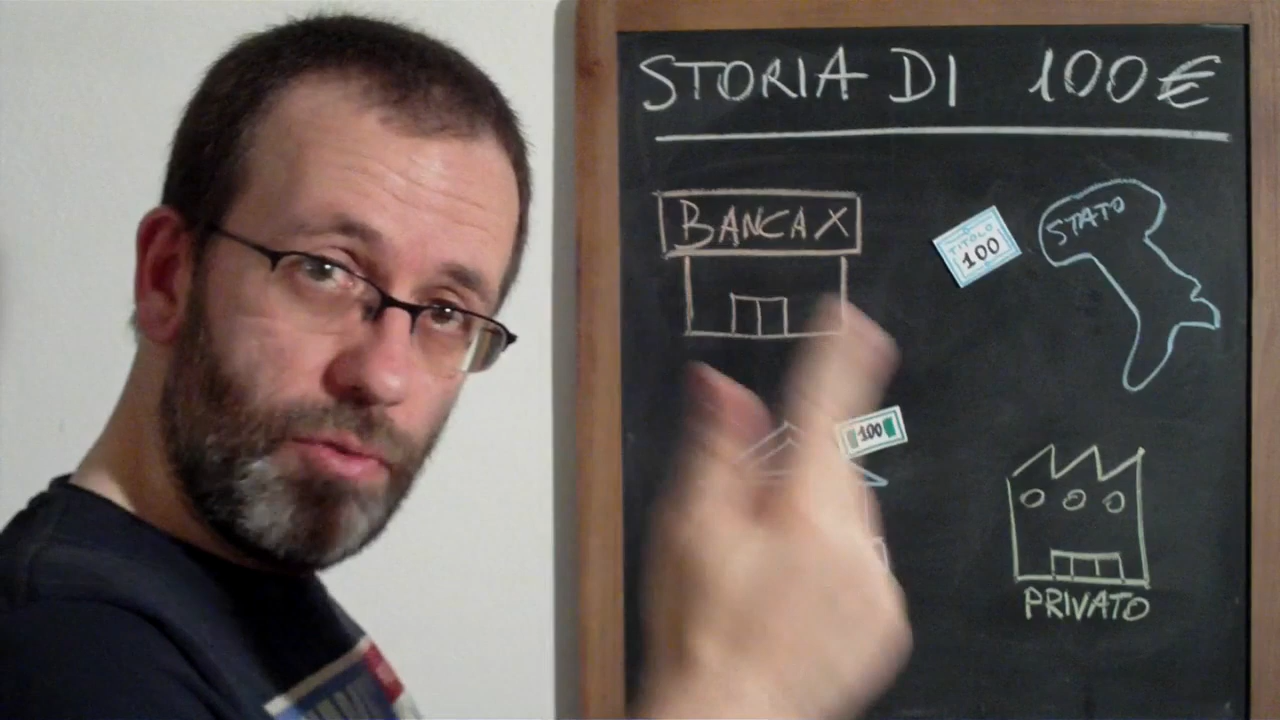 STORIA DI 100€
BANCA X
TITOLO
100
STATO
100
PRIVATO